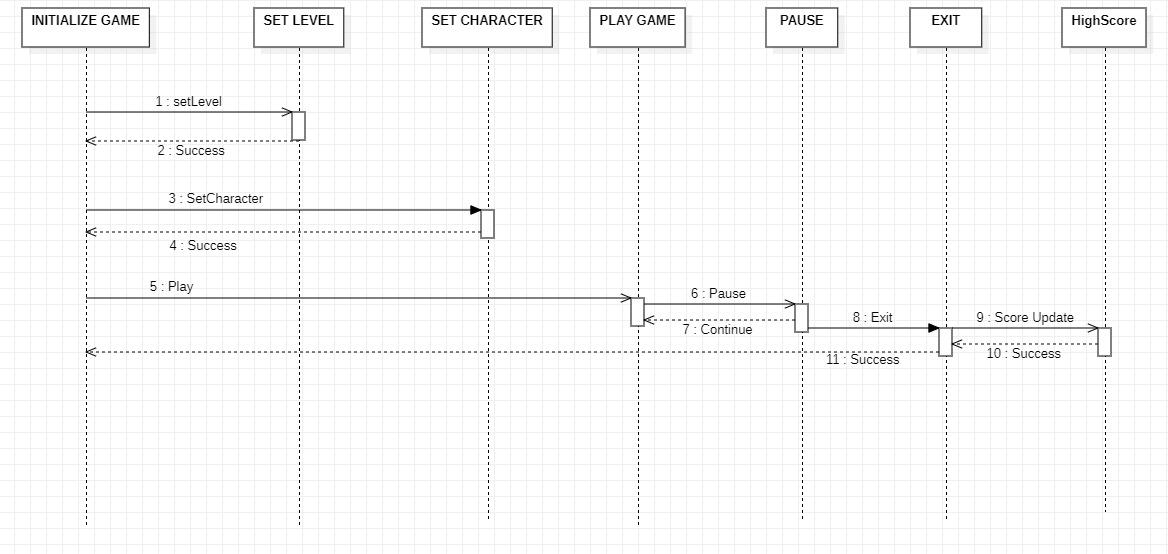 INITIALIZE GAME
SET LEVEL
SET CHARACTER
PLAY GAME
PAUSE
EXIT
HighScore
1 : setLevel
2 : Success
3 : SetCharacter
4 : Success
5 : Play
6 : Pause
7 : Continue
8 : Exit
9 : Score Update
10 : Success
11 : Success